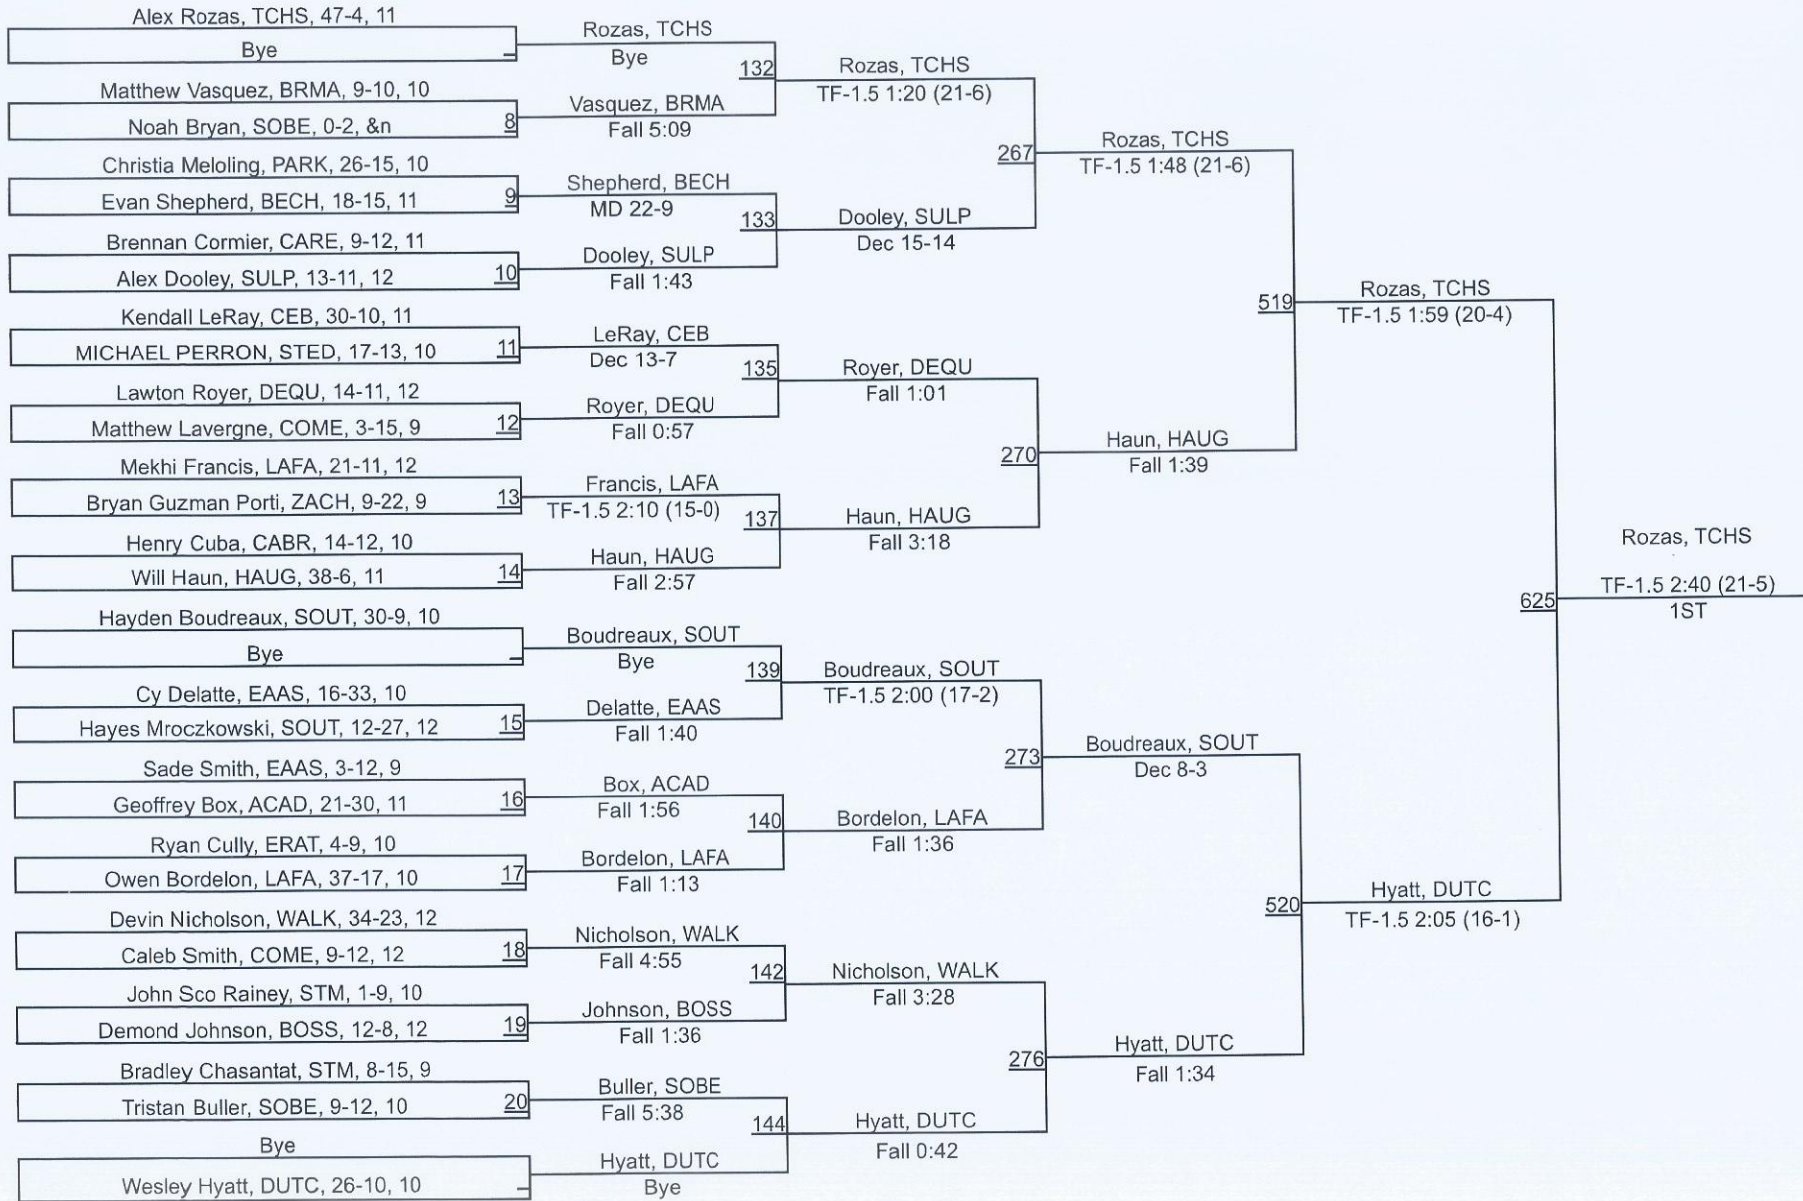 Alex Rozas, TCHS, 47-4, 11
Bye
Matthew Vasquez, BRMA, 9-10, 10
Noah Bryan, SOBE, 0-2, &n
8
Christia Meloling, PARK, 26-15, 10
Evan Shepherd, BECH, 18-15, 11
9
Brennan Cormier, CARE, 9-12, 11
Alex Dooley, SULP, 13-11, 12
10
Kendall LeRay, CEB, 30-10, 11
MICHAEL PERRON, STED, 17-13, 10
11
Lawton Royer, DEQU, 14-11, 12
Matthew Lavergne, COME, 3-15, 9
12
Mekhi Francis, LAFA, 21-11, 12
Bryan Guzman Porti, ZACH, 9-22, 9
13
Henry Cuba, CABR, 14-12, 10
Will Haun, HAUG, 38-6, 11
14
Hayden Boudreaux, SOUT, 30-9, 10
Bye
Cy Delatte, EAAS, 16-33, 10
Hayes Mroczkowski, SOUT, 12-27, 12
15
Sade Smith, EAAS, 3-12, 9
Geoffrey Box, ACAD, 21-30, 11
16
Ryan Cully, ERAT, 4-9, 10
Owen Bordelon, LAFA, 37-17, 10
17
Devin Nicholson, WALK, 34-23, 12
Caleb Smith, COME, 9-12, 12
18
John Sco Rainey, STM, 1-9, 10
Demond Johnson, BOSS, 12-8, 12
19
Bradley Chasantat, STM, 8-15, 9
Tristan Buller, SOBE, 9-12, 10
20
Bye
Wesley Hyatt, DUTC, 26-10, 10
Rozas, TCHS
Bye
132
Vasquez, BRMA
Fall 5:09
Shepherd, BECH
MD 22-9
133
Dooley, SULP
Fall 1:43
LeRay, CEB
Dec 13-7
135
Royer, DEQU
Fall 0:57
Francis, LAFA
TF-1.5 2:10 (15-0)
137
Haun, HAUG
Fall 2:57
Boudreaux, SOUT
Bye
139
Delatte, EAAS
Fall 1:40
Box, ACAD
Fall 1:56
140
Bordelon, LAFA
Fall 1:13
Nicholson, WALK
Fall 4:55
142
Johnson, BOSS
Fall 1:36
Buller, SOBE
Fall 5:38
144
Hyatt, DUTC
Bye
Rozas, TCHS
TF-1.5 1:20 (21-6)
267
Dooley, SULP
Dec 15-14
Royer, DEQU
Fall 1:01
270
Haun, HAUG
Fall 3:18
Boudreaux, SOUT
TF-1.5 2:00 (17-2)
273
Bordelon, LAFA
Fall 1:36
Nicholson, WALK
Fall 3:28
276
Hyatt, DUTC
Fall 0:42
Rozas, TCHS
TF-1.5 1:48 (21-6)
519
Haun, HAUG
Fall 1:39
Boudreaux, SOUT
Dec 8-3
520
Hyatt, DUTC
Fall 1:34
Rozas, TCHS
TF-1.5 1:59 (20-4)
625
Hyatt, DUTC
TF-1.5 2:05 (16-1)
Rozas, TCHS
TF-1.5 2:40 (21-5)
1ST